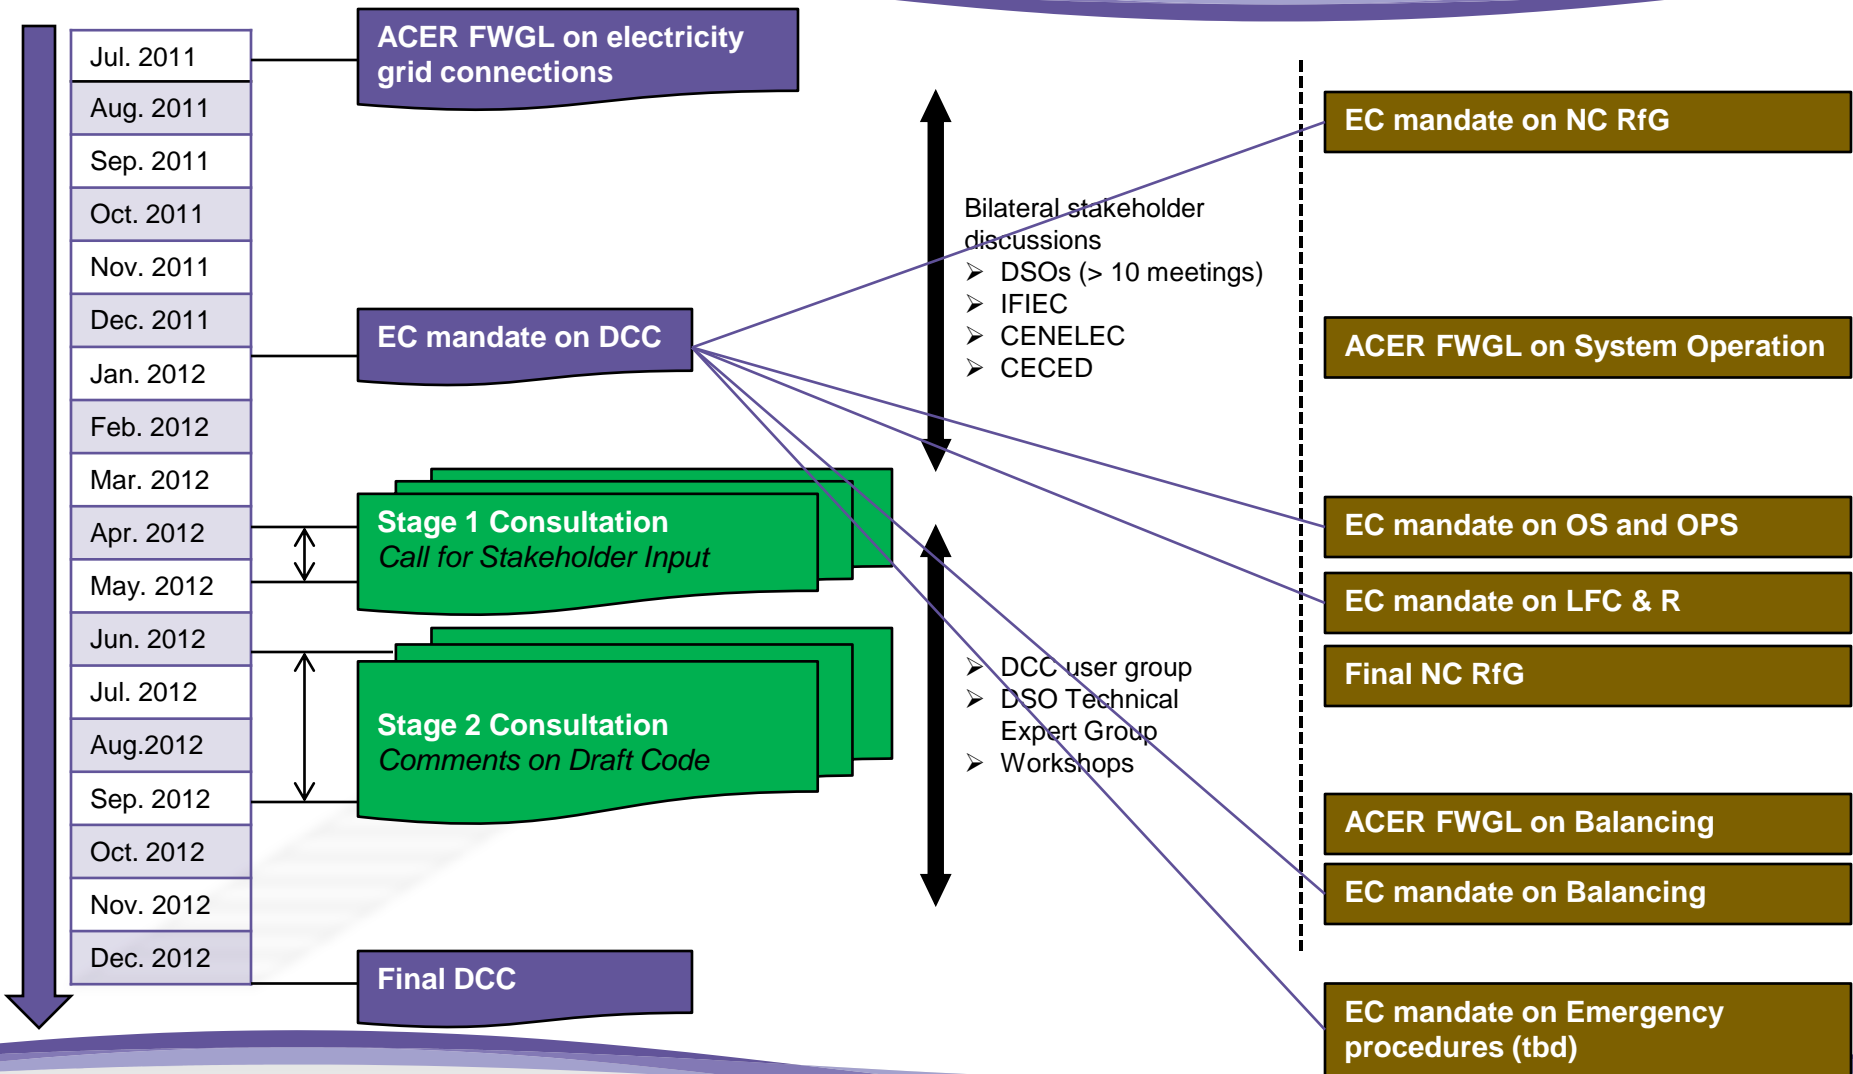 Jul. 2011
Aug. 2011
Sep. 2011
Oct. 2011
Nov. 2011
Dec. 2011
Jan. 2012
Feb. 2012
Mar. 2012
Apr. 2012
May. 2012
Jun. 2012
Jul. 2012
Aug.2012
Sep. 2012
Oct. 2012
Nov. 2012
Dec. 2012
ACER FWGL on electricity
grid connections
EC mandate on DCC
Stage 1 Consultation
Call for Stakeholder Input
Stage 2 Consultation
Comments on Draft Code
Final DCC
Bilateral stakeholder
discussions
➢ DSOs (> 10 meetings)
➢ IFIEC
➢ CENELEC
➢ CECED
➢ DCC user group
➢ DSO Technical
Expert Group
➢ Workshops
EC mandate on NC RfG
ACER FWGL on System Operation
EC mandate on OS and OPS
EC mandate on LFC & R
Final NC RfG
ACER FWGL on Balancing
EC mandate on Balancing
EC mandate on Emergency
procedures (tbd)